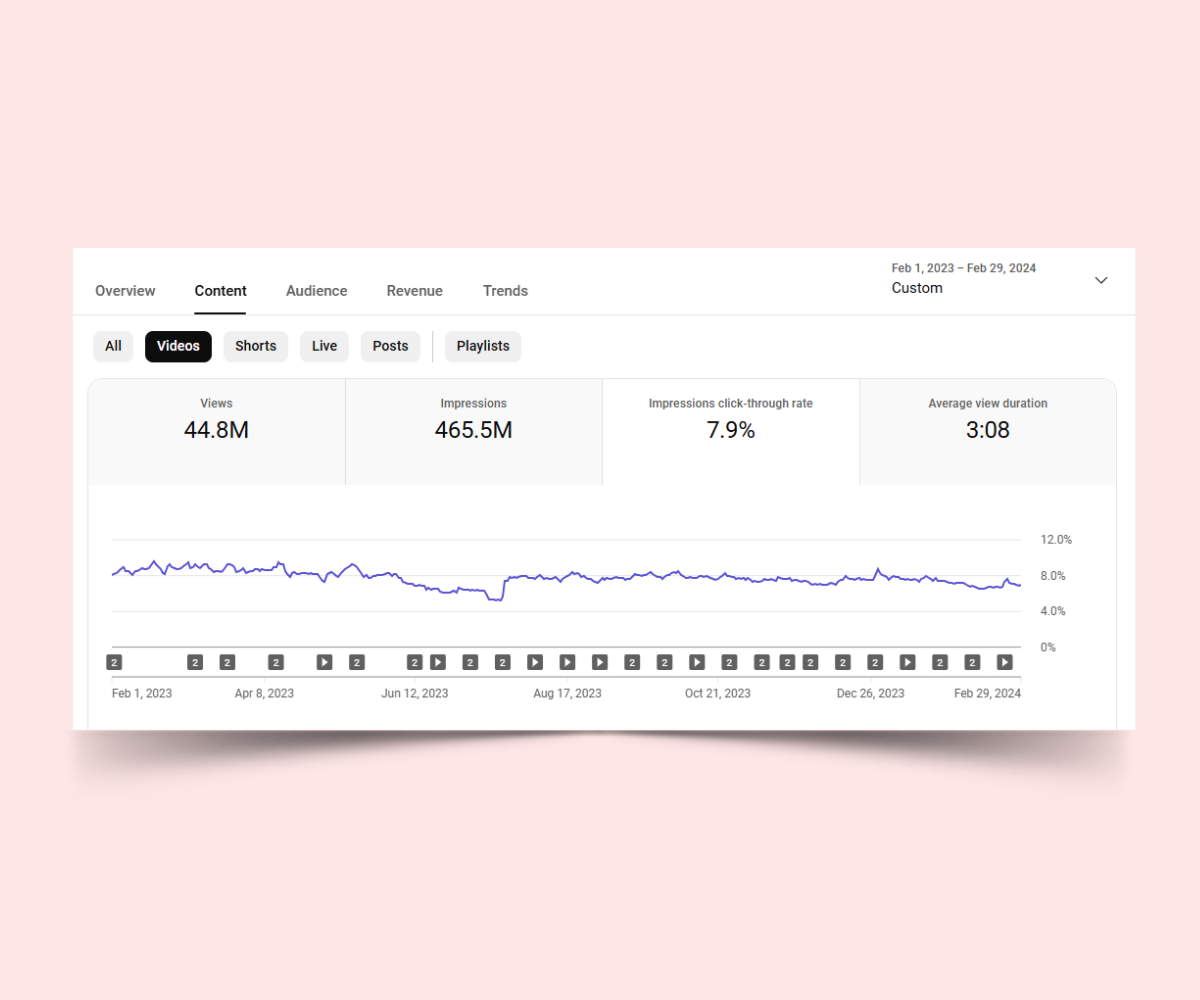 Feb 1, 2023 – Feb 29, 2024
Overview Content Audience Revenue Trends Custom
All Videos Shorts Live Posts Playlists
Views Impressions Impressions click-through rate Average view duration
44.8M 465.5M 7.9% 3:08
12.0%
8.0%
4.0%
0%
2 2 2 2 2 2 2 2 2 2 2 2 2 2 2 2 2 2
Feb 1, 2023 Apr 8, 2023 Jun 12, 2023 Aug 17, 2023 Oct 21, 2023 Dec 26, 2023 Feb 29, 2024